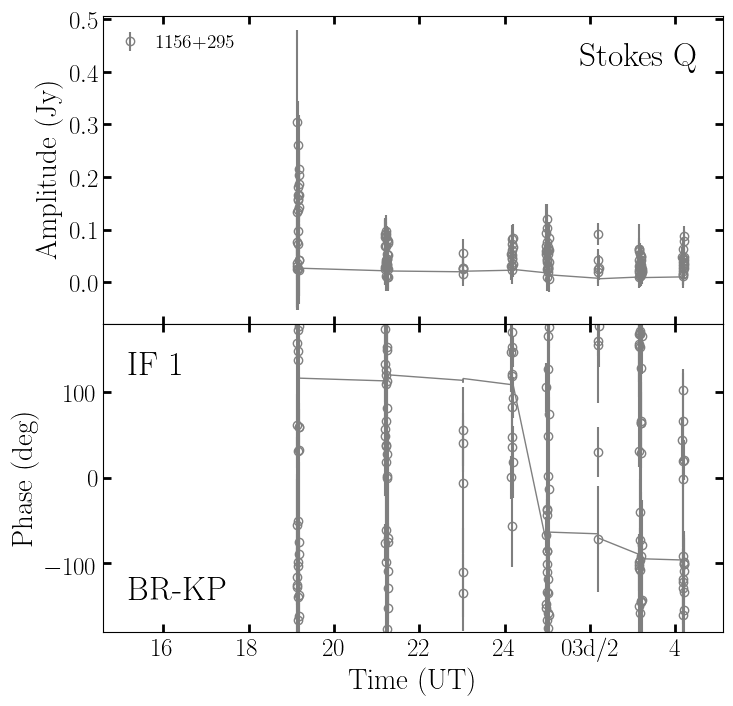 0.5
0.4
0.3
0.2
0.1
0.0
Amplitude (Jy)
1156+295
Stokes Q
100
0
−100
Phase (deg)
IF 1
BR-KP
16 18 20 22 24 03d/2 4
Time (UT)